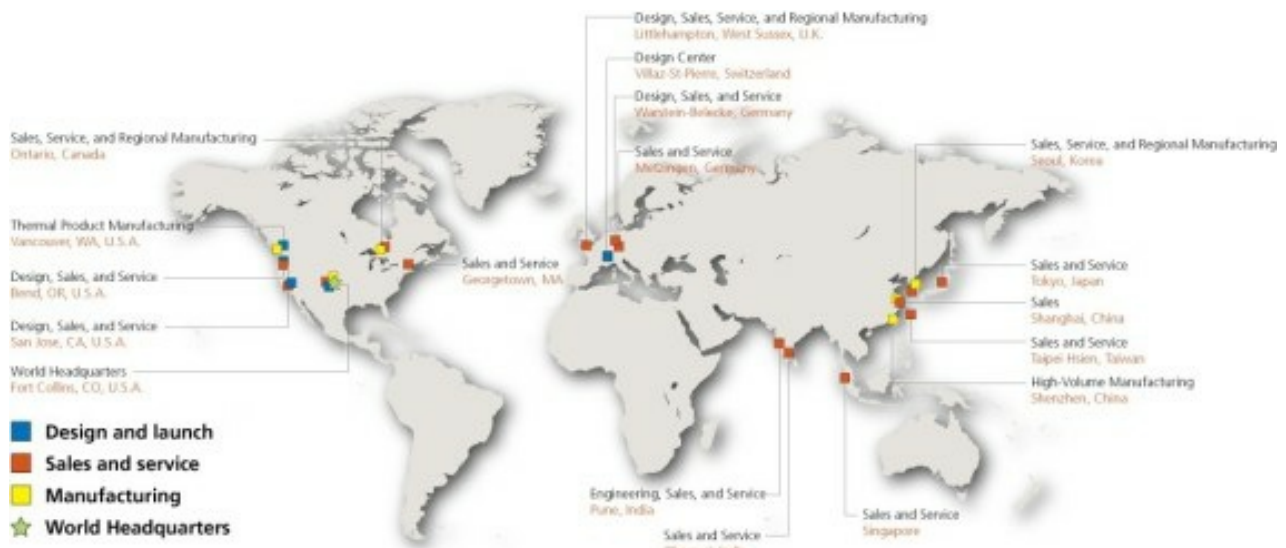 Design, Sales, Service, and Regional Manufacturing
Littlehampton, West Sussex, U.K.
Design Center
Villaz-St-Pierre, Switzerland
Design, Sales, and Service
Warstein-Belecke, Germany
Sales and Service
Metzingen, Germany
Sales, Service, and Regional Manufacturing
Ontario, Canada
Sales, Service, and Regional Manufacturing
Seoul, Korea
Thermal Product Manufacturing
Vancouver, WA, U.S.A.
Design, Sales, and Service
Bend, OR, U.S.A.
Design, Sales, and Service
San Jose, CA, U.S.A.
World Headquarters
Fort Collins, CO, U.S.A.
Sales and Service
Georgetown, MA
Sales and Service
Tokyo, Japan
Sales
Shanghai, China
Sales and Service
Taipei Hsien, Taiwan
High-Volume Manufacturing
Shenzhen, China
Design and launch
Sales and service
Manufacturing
World Headquarters
Engineering, Sales, and Service
Pune, India
Sales and Service
Sales and Service
Singapore